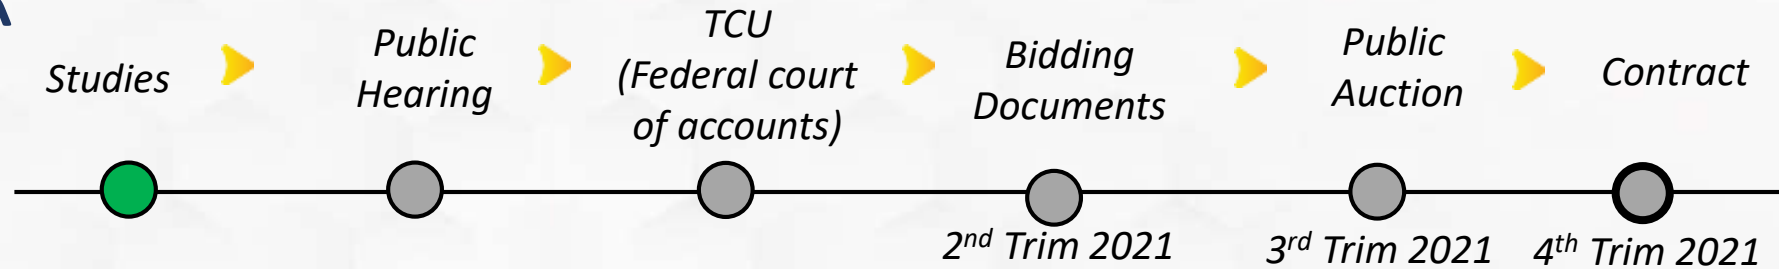 Studies
Public
Hearing
TCU
(Federal court
of accounts)
Bidding
Documents
Public
Auction
Contract
2nd Trim 2021
3rd Trim 2021
4th Trim 2021